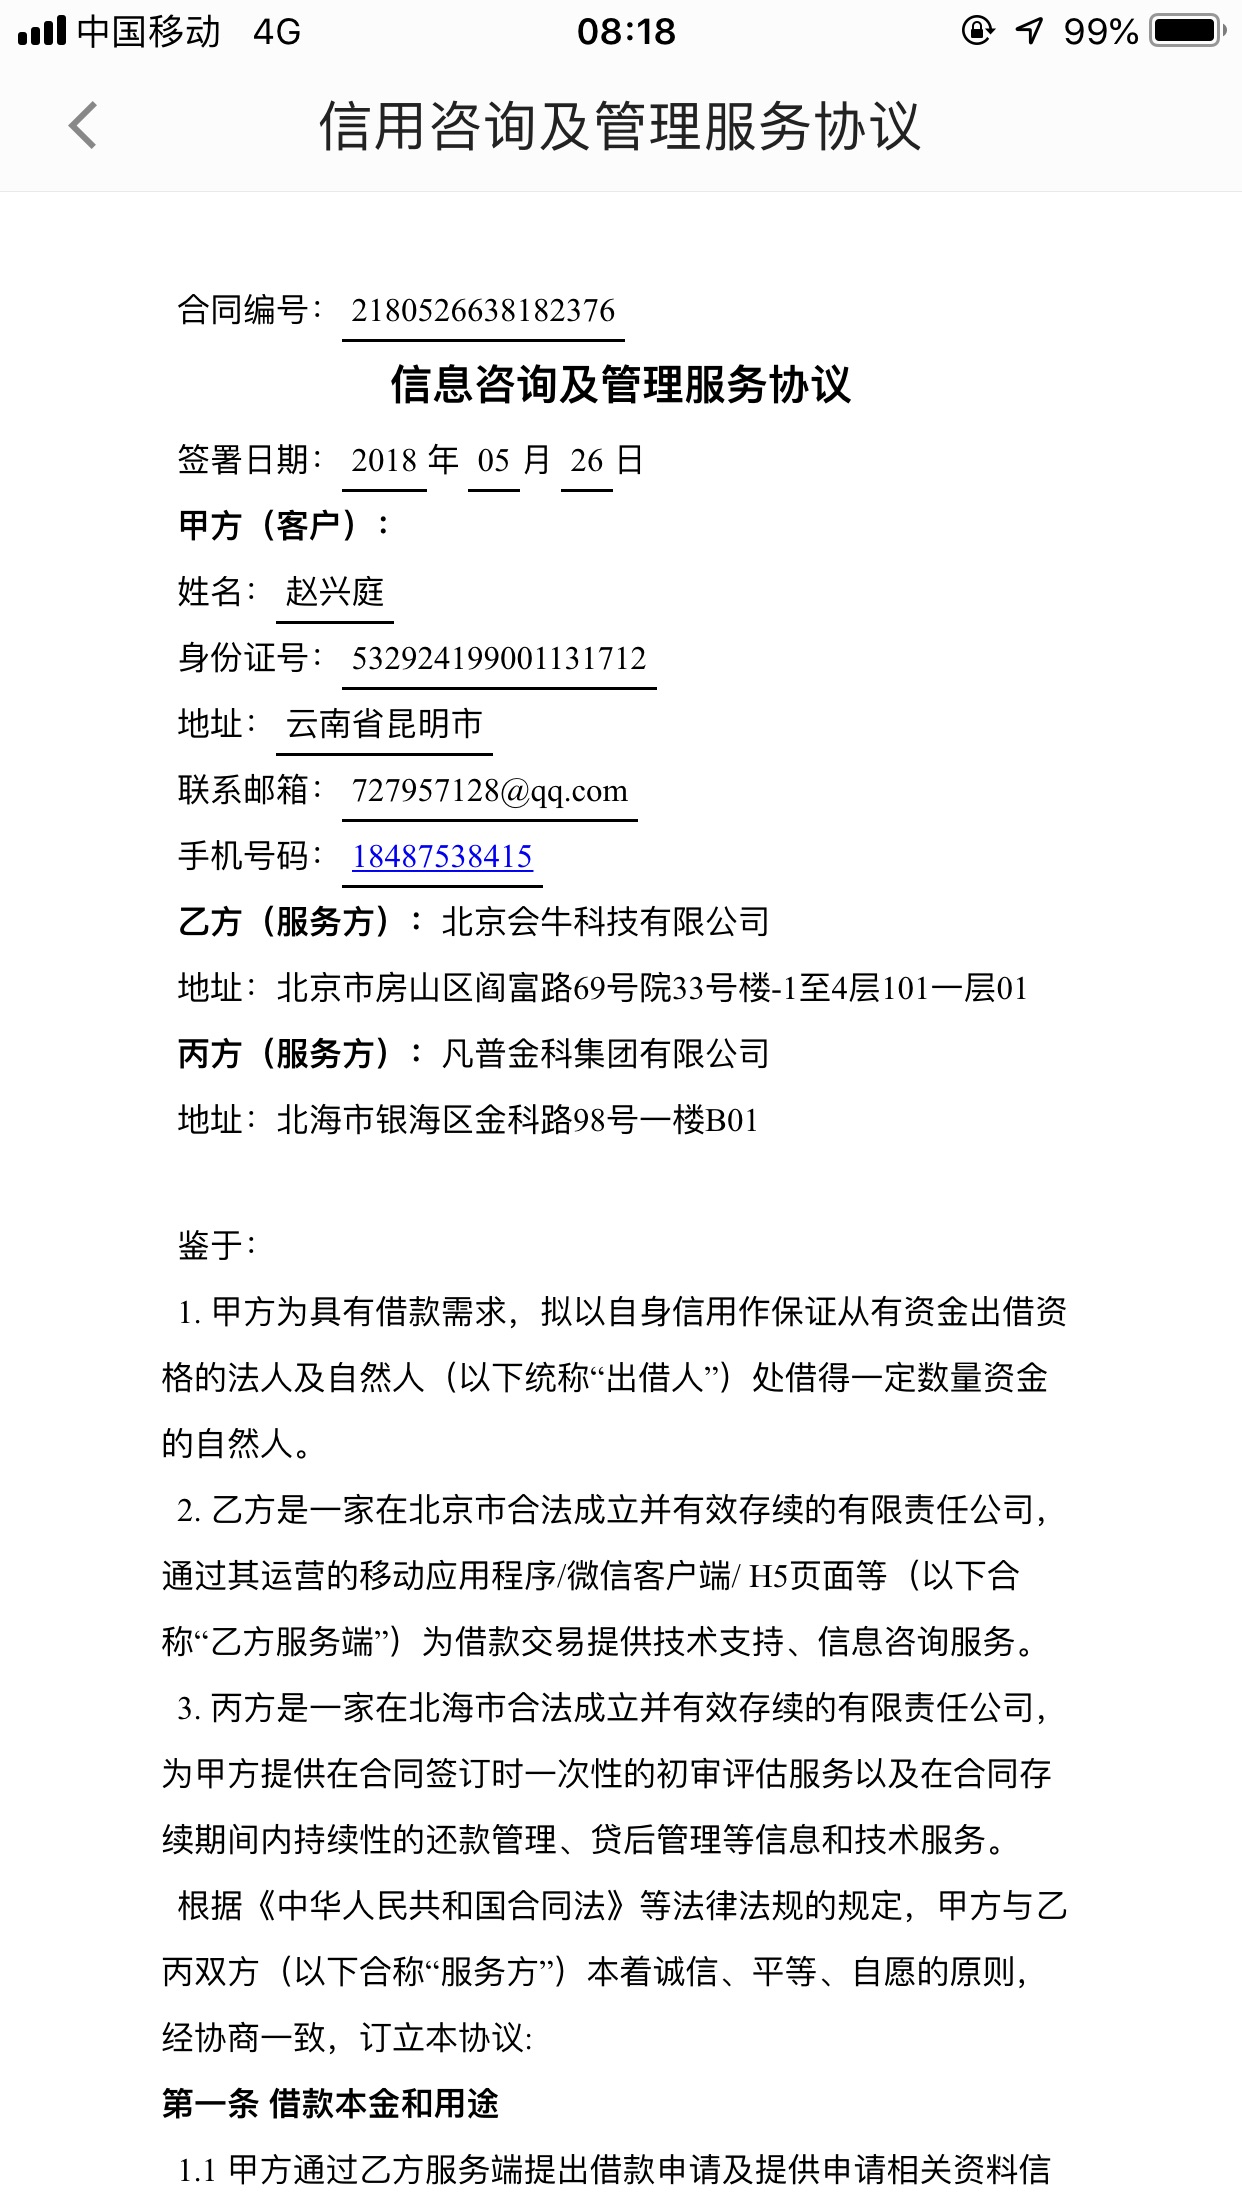 中国移动 4G 08:18 99%
信用咨询及管理服务协议
合同编号： 2180526638182376
信息咨询及管理服务协议
签署日期： 2018 年 05 月 26 日
甲方（客户）：
姓名： 赵兴庭
身份证号： 532924199001131712
地址： 云南省昆明市
联系邮箱： 727957128@qq.com
手机号码： 18487538415
乙方（服务方）：北京会牛科技有限公司
地址：北京市房山区阎富路69号院33号楼-1至4层101一层01
丙方（服务方）：凡普金科集团有限公司
地址：北海市银海区金科路98号一楼B01
鉴于：
1. 甲方为具有借款需求，拟以自身信用作保证从有资金出借资
格的法人及自然人（以下统称“出借人”）处借得一定数量资金
的自然人。
2. 乙方是一家在北京市合法成立并有效存续的有限责任公司，
通过其运营的移动应用程序/微信客户端/ H5页面等（以下合
称“乙方服务端”）为借款交易提供技术支持、信息咨询服务。
3. 丙方是一家在北海市合法成立并有效存续的有限责任公司，
为甲方提供在合同签订时一次性的初审评估服务以及在合同存
续期间内持续性的还款管理、贷后管理等信息和技术服务。
根据《中华人民共和国合同法》等法律法规的规定，甲方与乙
丙双方（以下合称“服务方”）本着诚信、平等、自愿的原则，
经协商一致，订立本协议:
第一条 借款本金和用途
1.1 甲方通过乙方服务端提出借款申请及提供申请相关资料信